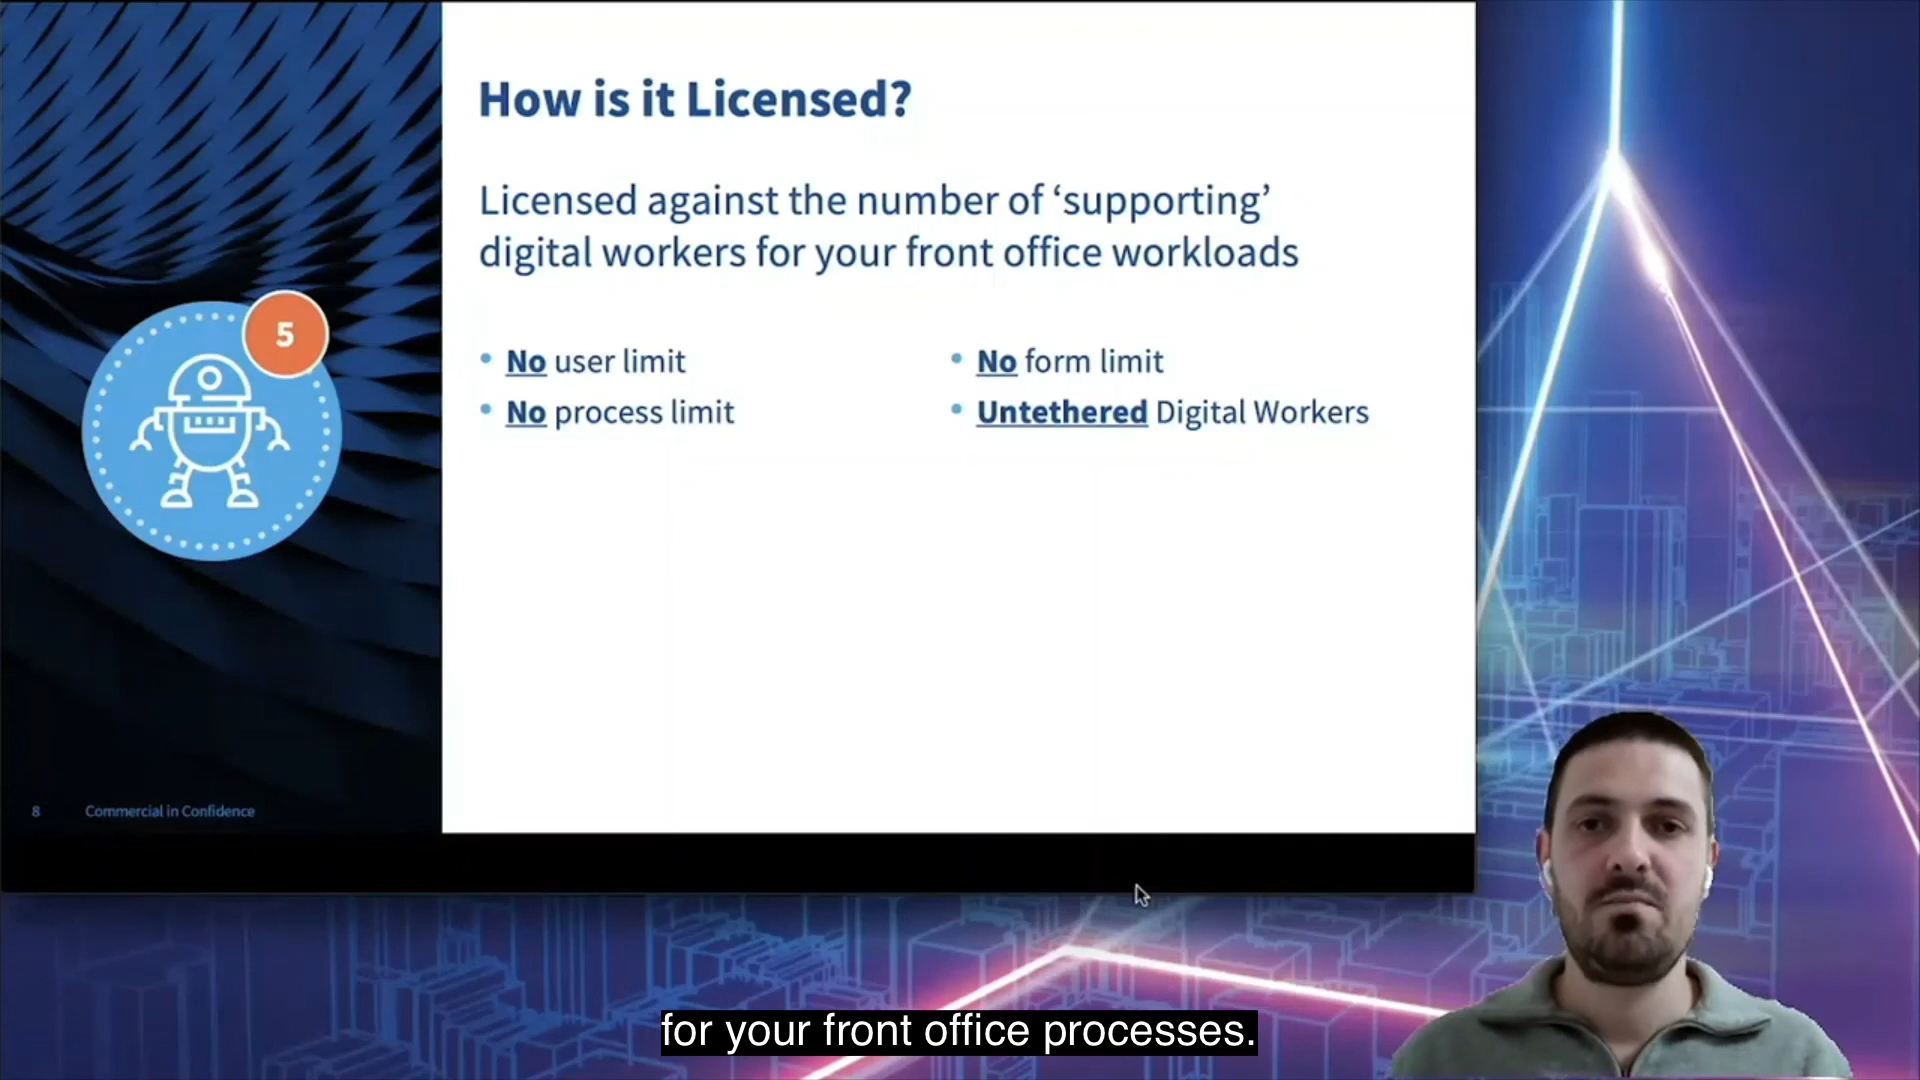 How is it Licensed?
Licensed against the number of ‘supporting’
digital workers for your front office workloads
• No user limit
• No process limit
• No form limit
• Untethered Digital Workers
5
8 Commercial in Confidence
for your front office processes.